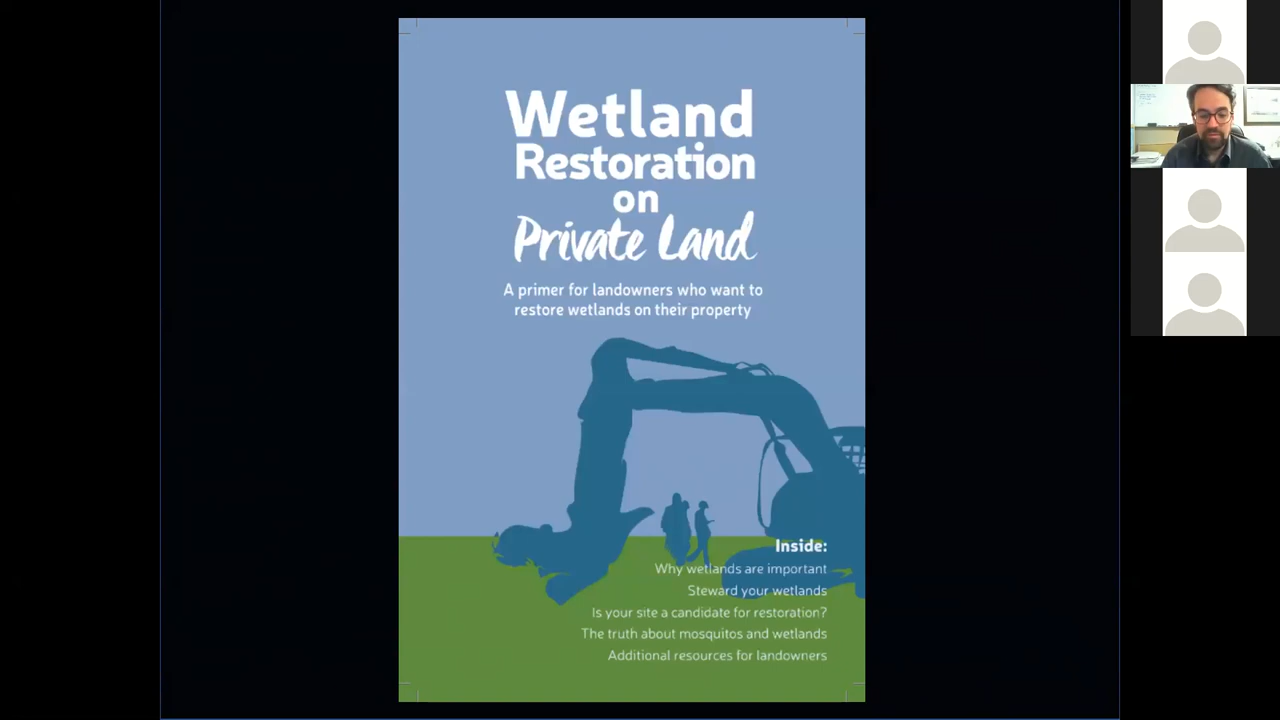 Wetland
Restoration
on
Private Land
A primer for landowners who want to
restore wetlands on their property
Inside:
Why wetlands are important
Steward your wetlands
Is your site a candidate for restoration?
The truth about mosquitos and wetlands
Additional resources for landowners